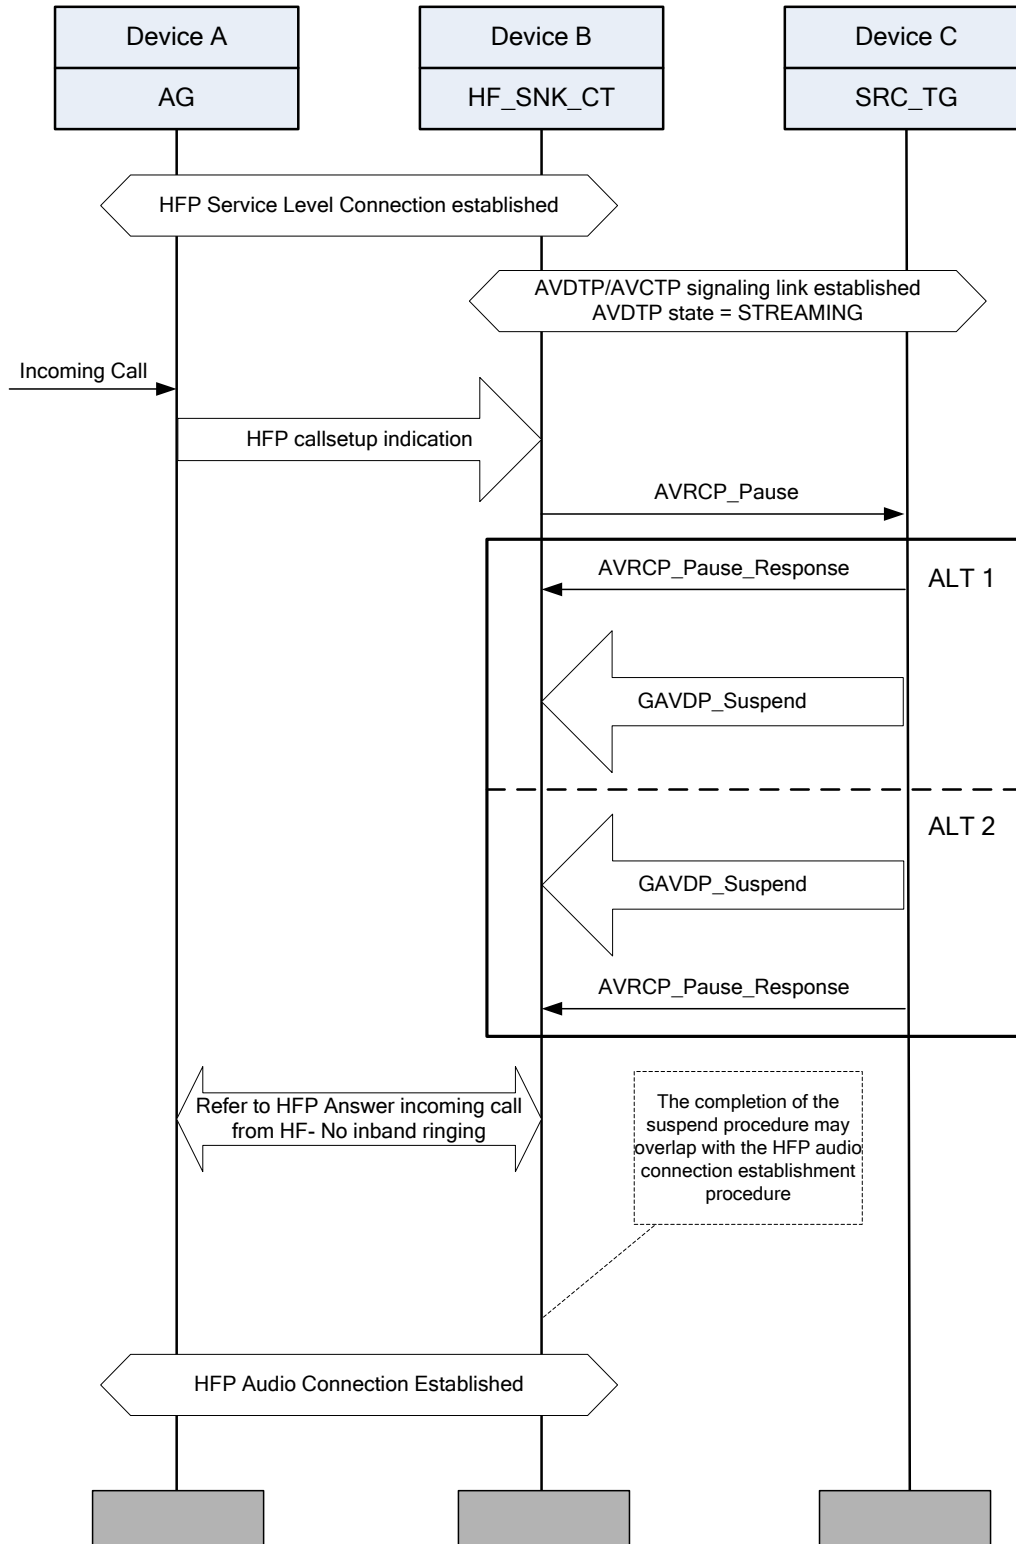 Device A
Device B
Device C
AG
HF_SNK_CT
SRC_TG
HFP Service Level Connection established
AVDTP/AVCTP signaling link established
AVDTP state = STREAMING
Incoming Call
HFP callsetup indication
AVRCP_Pause
AVRCP_Pause_Response
ALT 1
GAVDP_Suspend
ALT 2
GAVDP_Suspend
AVRCP_Pause_Response
Refer to HFP Answer incoming call
from HF- No inband ringing
The completion of the
suspend procedure may
overlap with the HFP audio
connection establishment
procedure
HFP Audio Connection Established